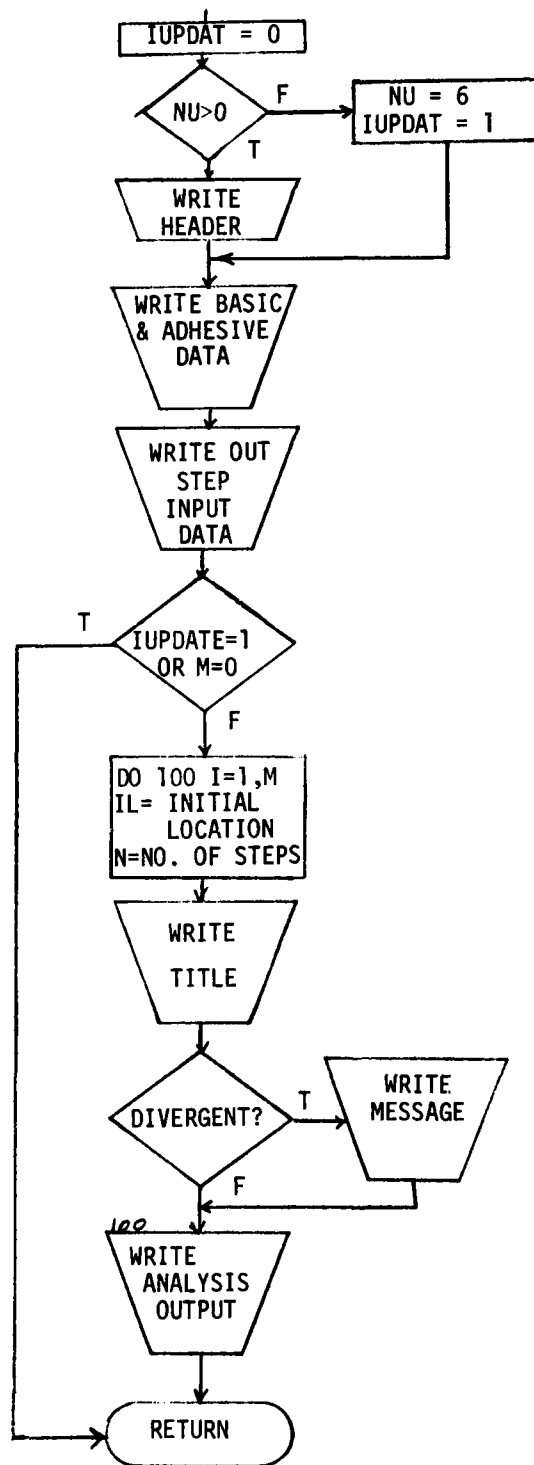 IUPDAT = 0
NU>0
F
NU = 6
IUPDAT = 1
T
WRITE
HEADER
WRITE BASIC
& ADHESIVE
DATA
WRITE OUT
STEP
INPUT
DATA
T
IUPDATE=1
OR M=0
F
DO 100 I=1,M
IL= INITIAL
LOCATION
N=NO. OF STEPS
WRITE
TITLE
DIVERGENT?
T
WRITE
MESSAGE
F
100
WRITE
ANALYSIS
OUTPUT
RETURN